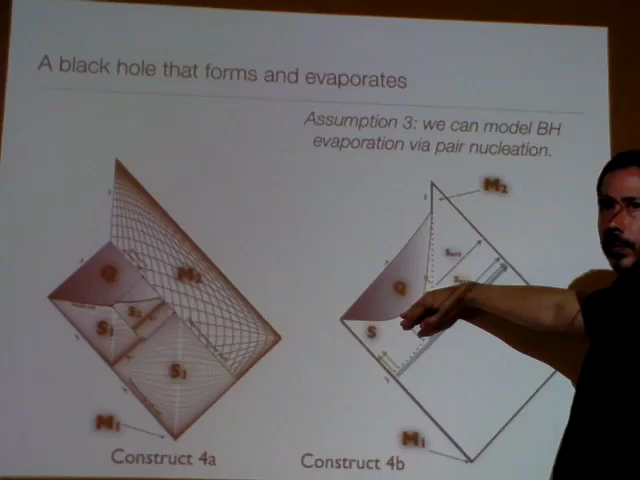 A black hole that forms and evaporates
Assumption 3: we can model BH
evaporation via pair nucleation.
M₂
Q
M₂
Q
S₂
S₁
S
S₁
M₁
M₁
Construct 4a
Construct 4b